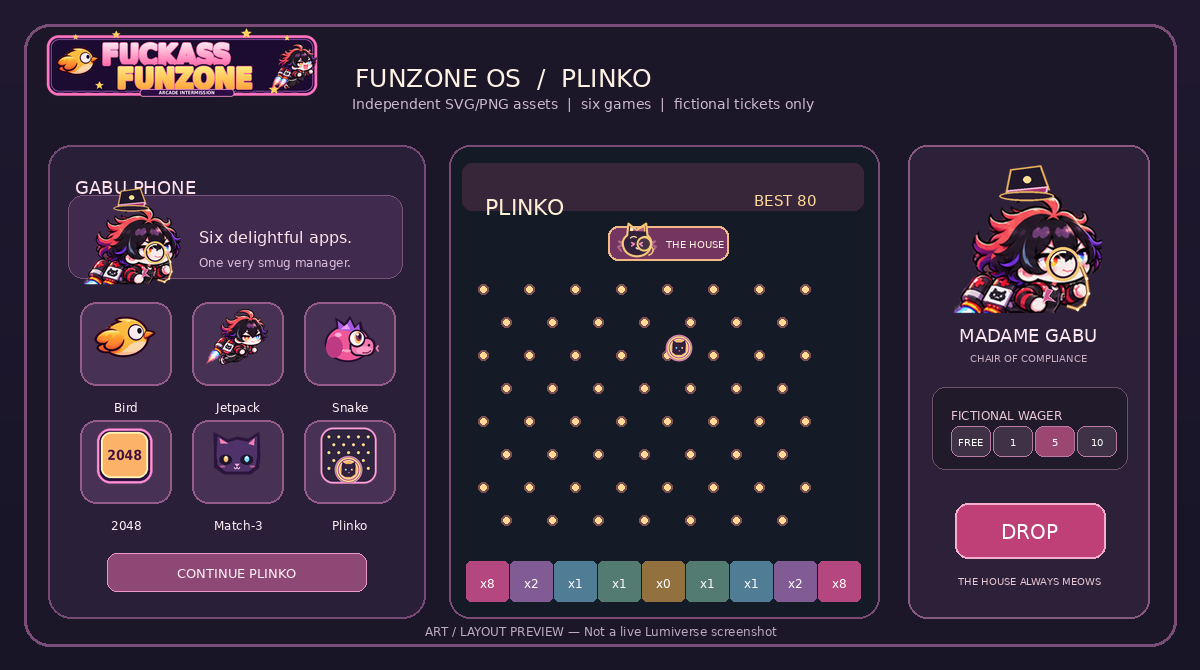 FUCKASS
FUNZONE
ARCADE INTERMISSION
FUNZONE OS / PLINKO
Independent SVG/PNG assets | six games | fictional tickets only
GABU PHONE
Six delightful apps.
One very smug manager.
Bird
Jetpack
Snake
2048
2048
Match-3
Plinko
CONTINUE PLINKO
PLINKO
BEST 80
THE HOUSE
x8
x2
x1
x1
x0
x1
x1
x2
x8
MADAME GABU
CHAIR OF COMPLIANCE
FICTIONAL WAGER
FREE
1
5
10
DROP
THE HOUSE ALWAYS MEOWS
ART / LAYOUT PREVIEW — Not a live Lumiverse screenshot